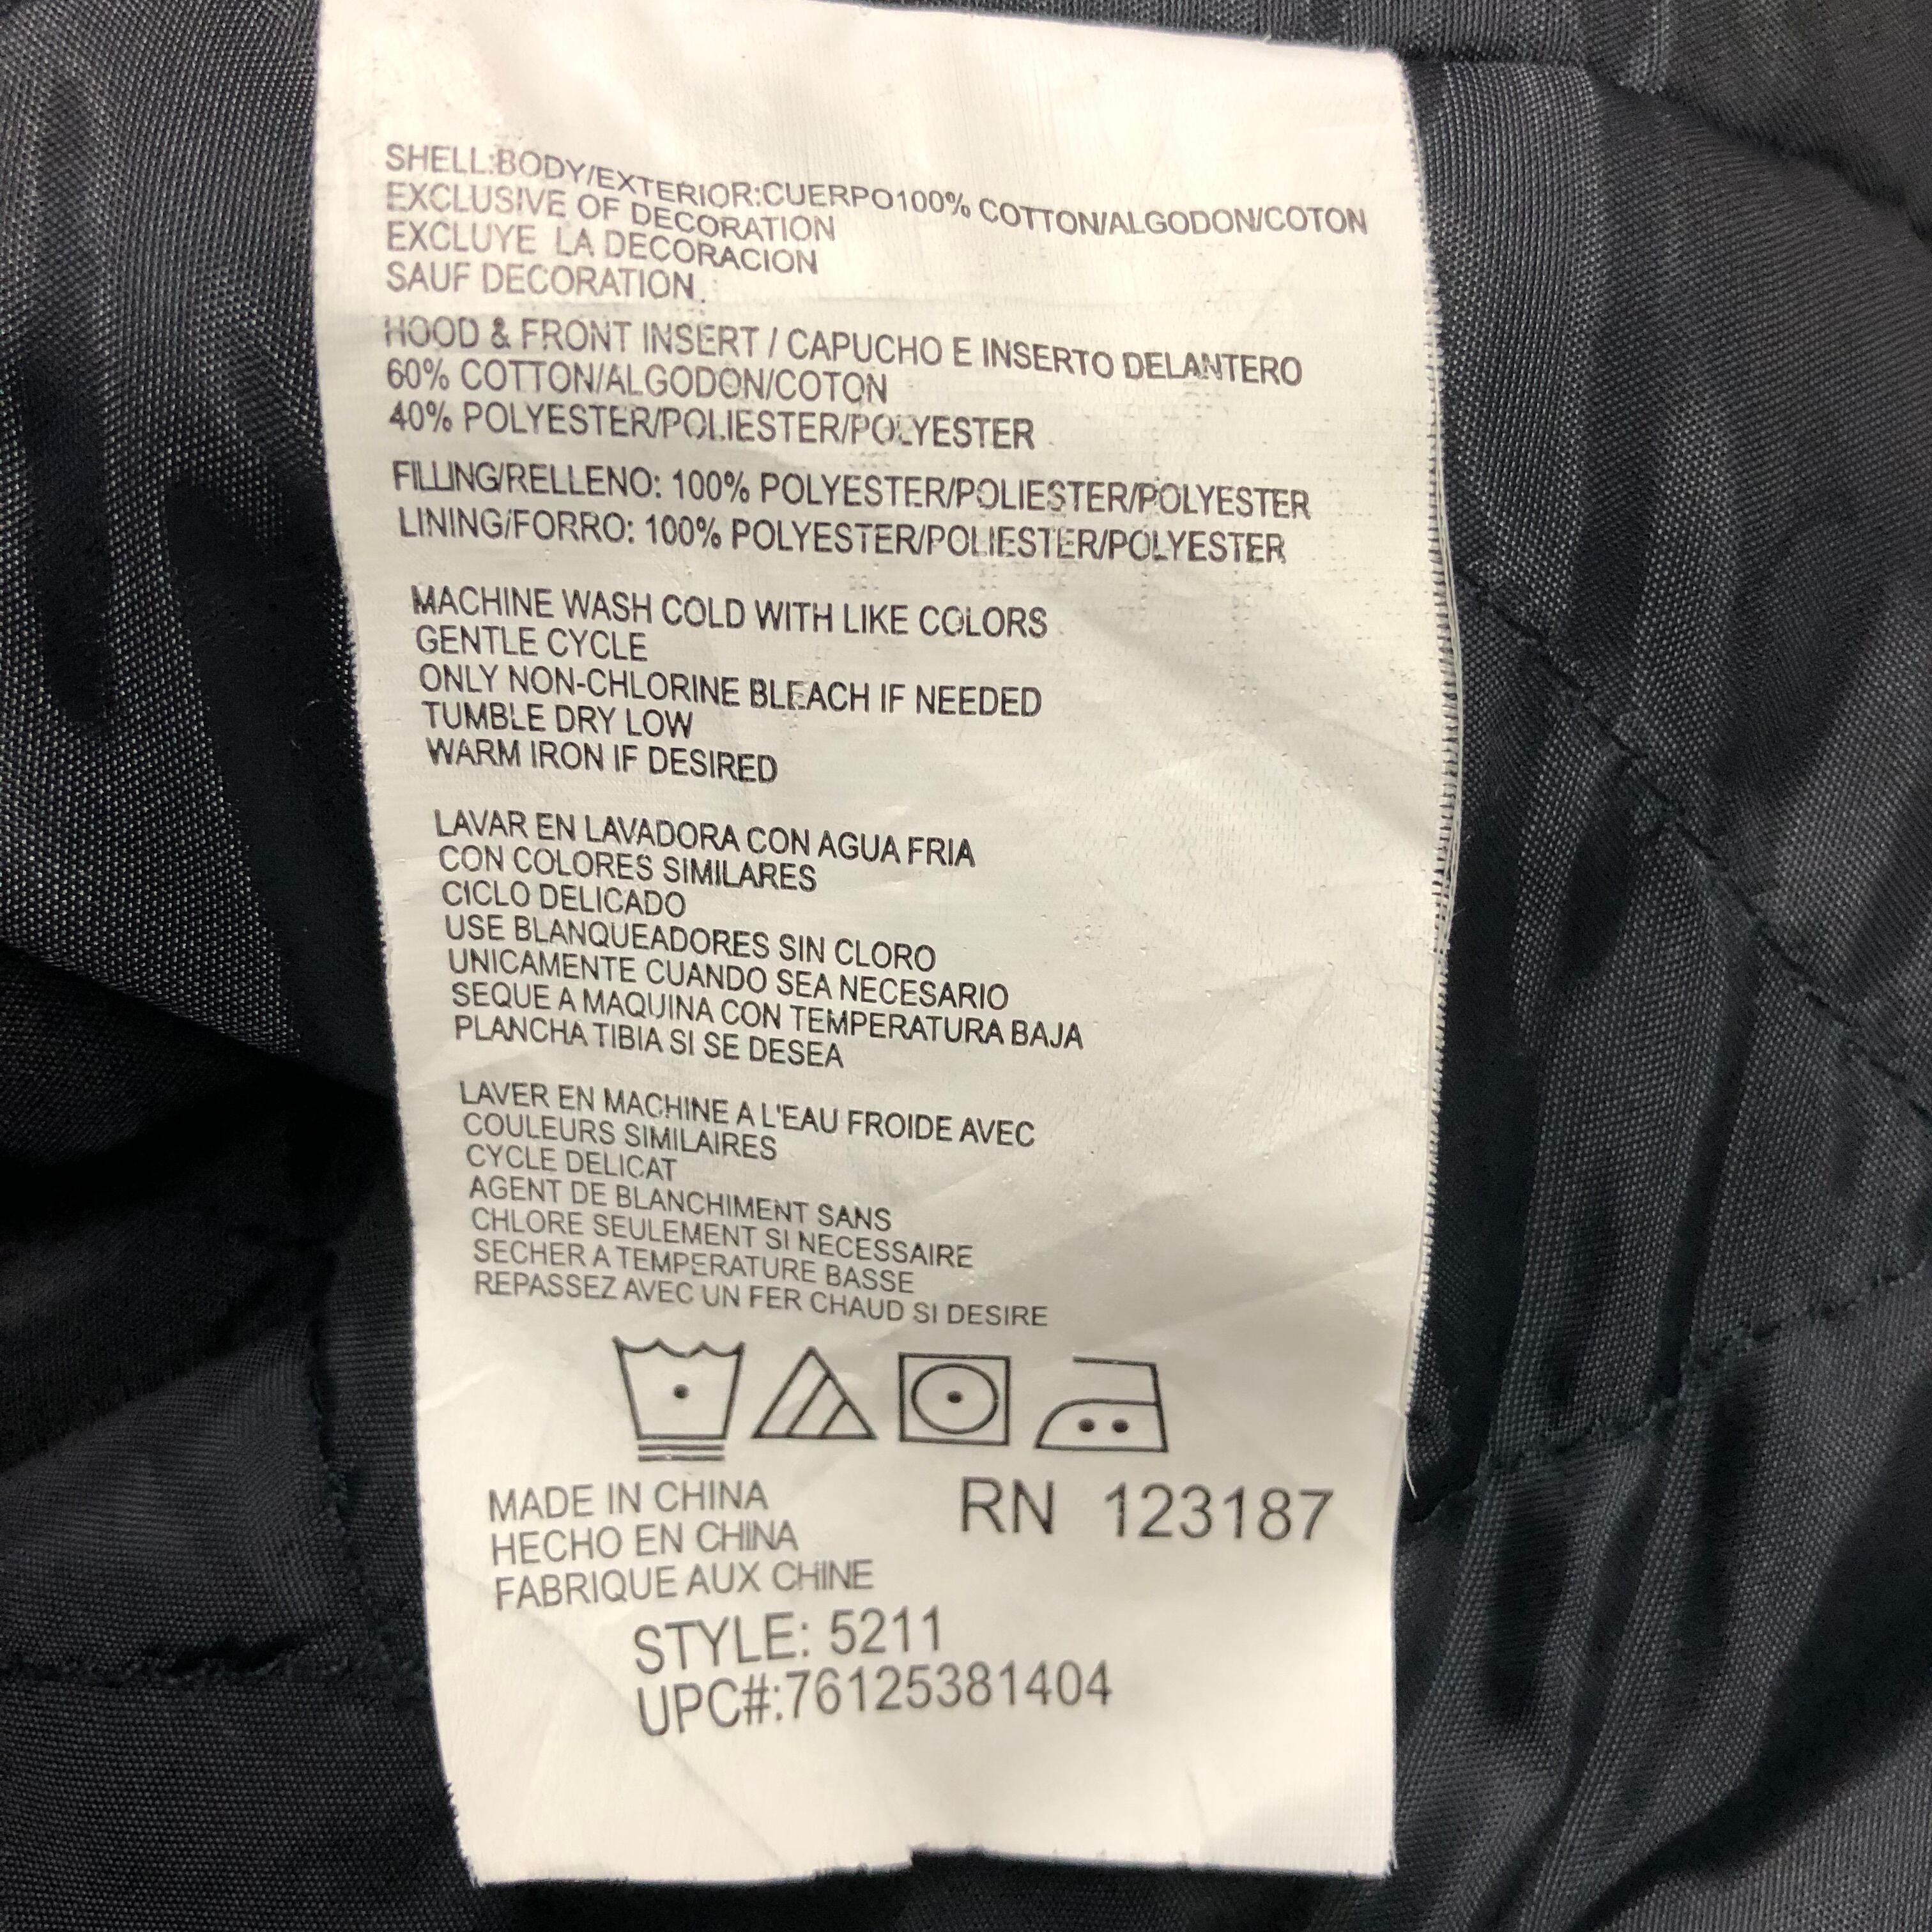 SHELL:BODY/EXTERIOR:CUERPO100% COTTON/ALGODON/COTON
EXCLUSIVE OF DECORATION
EXCLUYE LA DECORACION
SAUF DECORATION.
HOOD & FRONT INSERT / CAPUCHO E INSERTO DELANTERO
60% COTTON/ALGODON/COTON
40% POLYESTER/POLIESTER/POLYESTER
FILLING/RELLENO: 100% POLYESTER/POLIESTER/POLYESTER
LINING/FORRO: 100% POLYESTER/POLIESTER/POLYESTER
MACHINE WASH COLD WITH LIKE COLORS
GENTLE CYCLE
ONLY NON-CHLORINE BLEACH IF NEEDED
TUMBLE DRY LOW
WARM IRON IF DESIRED
LAVAR EN LAVADORA CON AGUA FRIA
CON COLORES SIMILARES
CICLO DELICADO
USE BLANQUEADORES SIN CLORO
UNICAMENTE CUANDO SEA NECESARIO
SEQUE A MAQUINA CON TEMPERATURA BAJA
PLANCHA TIBIA SI SE DESEA
LAVER EN MACHINE A L'EAU FROIDE AVEC
COULEURS SIMILAIRES
CYCLE DELICAT
AGENT DE BLANCHIMENT SANS
CHLORE SEULEMENT SI NECESSAIRE
SECHER A TEMPERATURE BASSE
REPASSEZ AVEC UN FER CHAUD SI DESIRE
MADE IN CHINA
HECHO EN CHINA
FABRIQUE AUX CHINE
RN 123187
STYLE: 5211
UPC#:76125381404